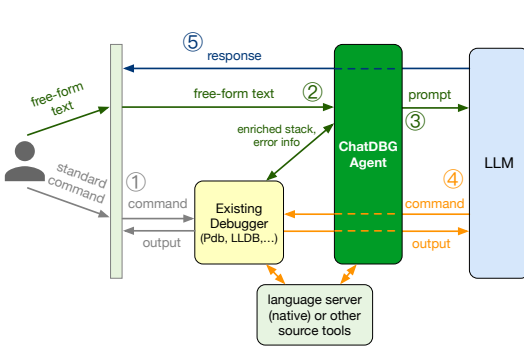 ⑤
response
free-form
text
free-form text
②
prompt
③
enriched stack,
error info
ChatDBG
Agent
LLM
standard
command
①
command
output
Existing
Debugger
(Pdb, LLDB,...)
④
command
output
language server
(native) or other
source tools